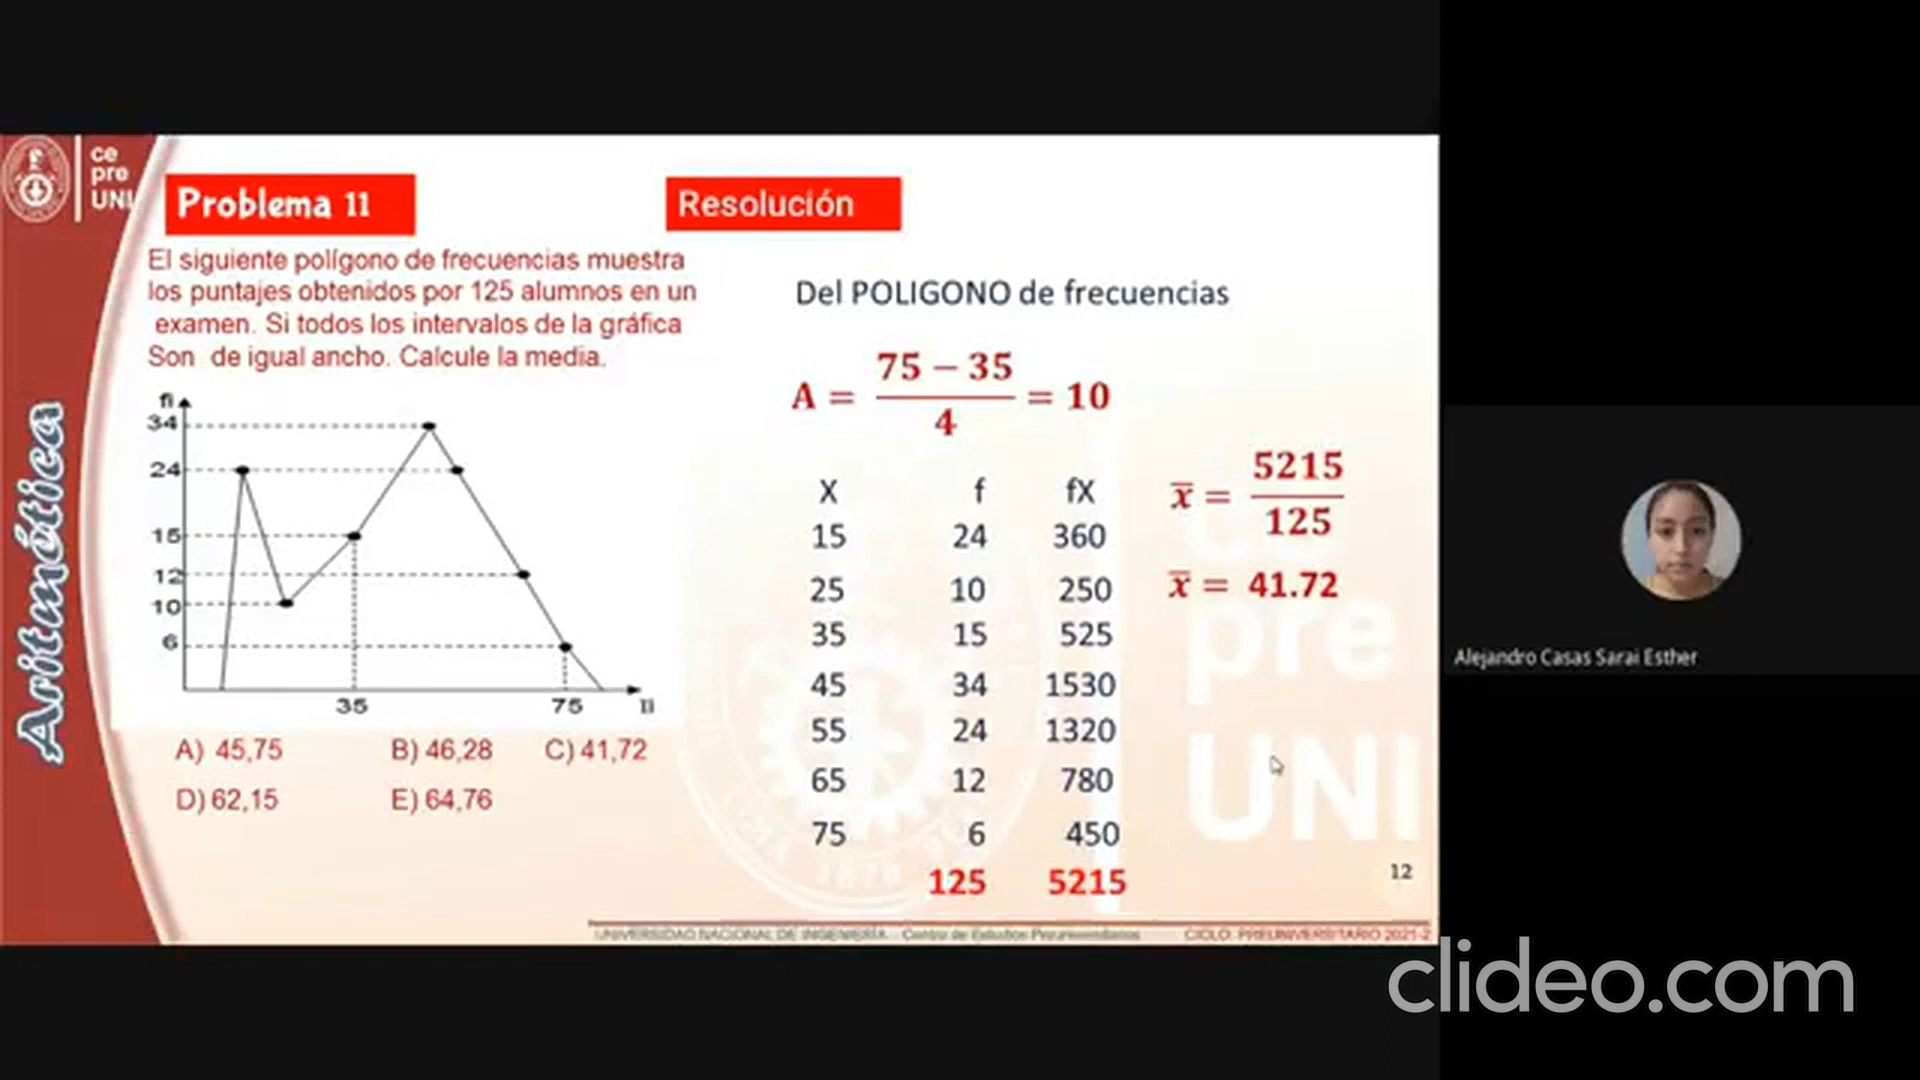 ce
pre
UNI
Problema 11
Resolución
El siguiente polígono de frecuencias muestra
los puntajes obtenidos por 125 alumnos en un
examen. Si todos los intervalos de la gráfica
Son de igual ancho. Calcule la media.
fi
34
24
15
12
10
6
35 75 Ii
A) 45,75 B) 46,28 C) 41,72
D) 62,15 E) 64,76
Aritmética
Del POLIGONO de frecuencias
A = 75 − 35 / 4 = 10
X f fX
15 24 360
25 10 250
35 15 525
45 34 1530
55 24 1320
65 12 780
75 6 450
125 5215
x̅ = 5215 / 125
x̅ = 41.72
pre
UNI
12
UNIVERSIDAD NACIONAL DE INGENIERÍA - Centro de Estudios Preuniversitarios CICLO: PREUNIVERSITARIO 2021-2
Alejandro Casas Sarai Esther
clideo.com